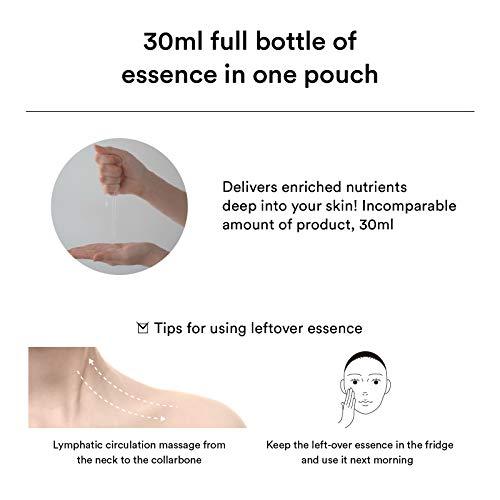 30ml full bottle of
essence in one pouch
Delivers enriched nutrients
deep into your skin! Incomparable
amount of product, 30ml
Tips for using leftover essence
Lymphatic circulation massage from
the neck to the collarbone
Keep the left-over essence in the fridge
and use it next morning